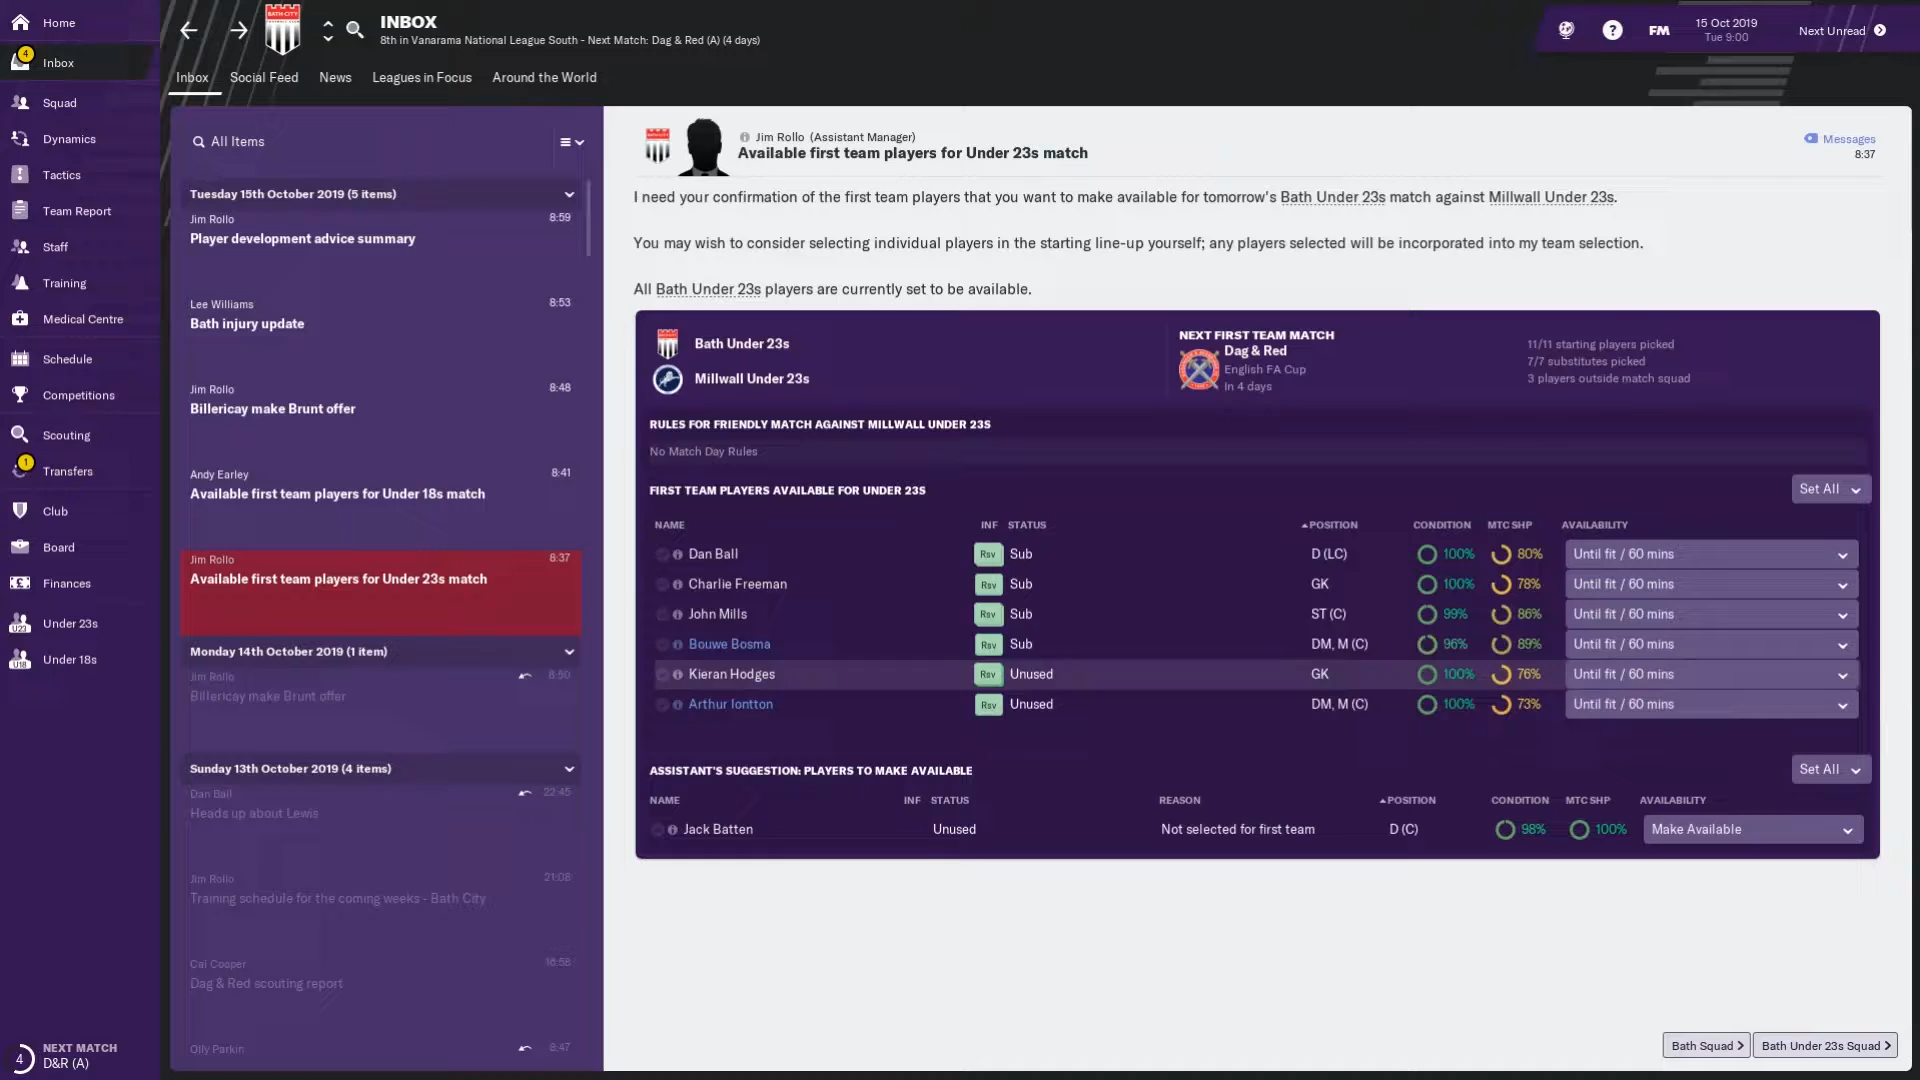 Home
4
Inbox
Squad
Dynamics
Tactics
Team Report
Staff
Training
Medical Centre
Schedule
Competitions
Scouting
1
Transfers
Club
Board
Finances
U23
Under 23s
U18
Under 18s
4
NEXT MATCH
D&R (A)
BATH CITY
INBOX
8th in Vanarama National League South - Next Match: Dag & Red (A) (4 days)
FM
15 Oct 2019
Tue 9:00
Next Unread
Inbox
Social Feed
News
Leagues in Focus
Around the World
All Items
Tuesday 15th October 2019 (5 items)
Jim Rollo 8:59
Player development advice summary
Lee Williams 8:53
Bath injury update
Jim Rollo 8:48
Billericay make Brunt offer
Andy Earley 8:41
Available first team players for Under 18s match
Jim Rollo 8:37
Available first team players for Under 23s match
Monday 14th October 2019 (1 item)
Jim Rollo 8:50
Billericay make Brunt offer
Sunday 13th October 2019 (4 items)
Dan Ball 22:45
Heads up about Lewis
Jim Rollo 21:08
Training schedule for the coming weeks - Bath City
Cai Cooper 16:58
Dag & Red scouting report
Olly Parkin 8:47
Jim Rollo (Assistant Manager)
Available first team players for Under 23s match
Messages
8:37
I need your confirmation of the first team players that you want to make available for tomorrow's Bath Under 23s match against Millwall Under 23s.
You may wish to consider selecting individual players in the starting line-up yourself; any players selected will be incorporated into my team selection.
All Bath Under 23s players are currently set to be available.
Bath Under 23s
Millwall Under 23s
NEXT FIRST TEAM MATCH
Dag & Red
English FA Cup
In 4 days
11/11 starting players picked
7/7 substitutes picked
3 players outside match squad
RULES FOR FRIENDLY MATCH AGAINST MILLWALL UNDER 23S
No Match Day Rules
FIRST TEAM PLAYERS AVAILABLE FOR UNDER 23S
Set All
NAME INF STATUS POSITION CONDITION MTC SHP AVAILABILITY
Dan Ball Rsv Sub D (LC) 100% 80% Until fit / 60 mins
Charlie Freeman Rsv Sub GK 100% 78% Until fit / 60 mins
John Mills Rsv Sub ST (C) 99% 86% Until fit / 60 mins
Bouwe Bosma Rsv Sub DM, M (C) 96% 89% Until fit / 60 mins
Kieran Hodges Rsv Unused GK 100% 76% Until fit / 60 mins
Arthur Iontton Rsv Unused DM, M (C) 100% 73% Until fit / 60 mins
ASSISTANT'S SUGGESTION: PLAYERS TO MAKE AVAILABLE
Set All
NAME INF STATUS REASON POSITION CONDITION MTC SHP AVAILABILITY
Jack Batten Unused Not selected for first team D (C) 98% 100% Make Available
Bath Squad
Bath Under 23s Squad